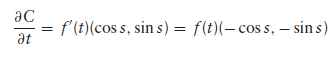 ∂C/∂t = f′(t)(cos s, sin s) = f(t)(− cos s, − sin s)